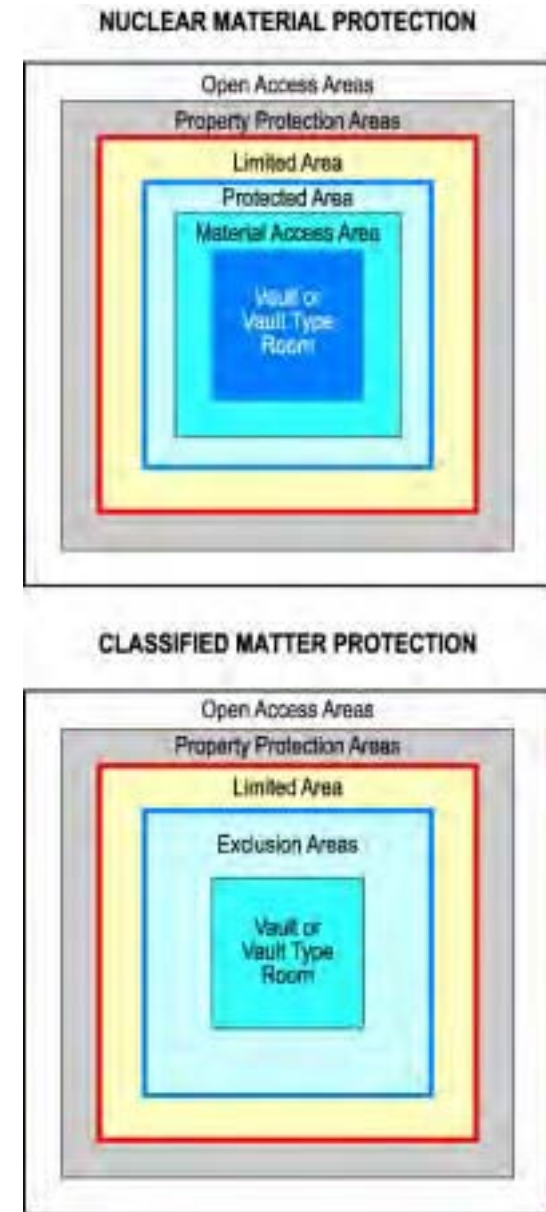 NUCLEAR MATERIAL PROTECTION
Open Access Areas
Property Protection Areas
Limited Area
Protected Area
Material Access Area
Vault or
Vault Type
Room
CLASSIFIED MATTER PROTECTION
Open Access Areas
Property Protection Areas
Limited Area
Exclusion Areas
Vault or
Vault Type
Room